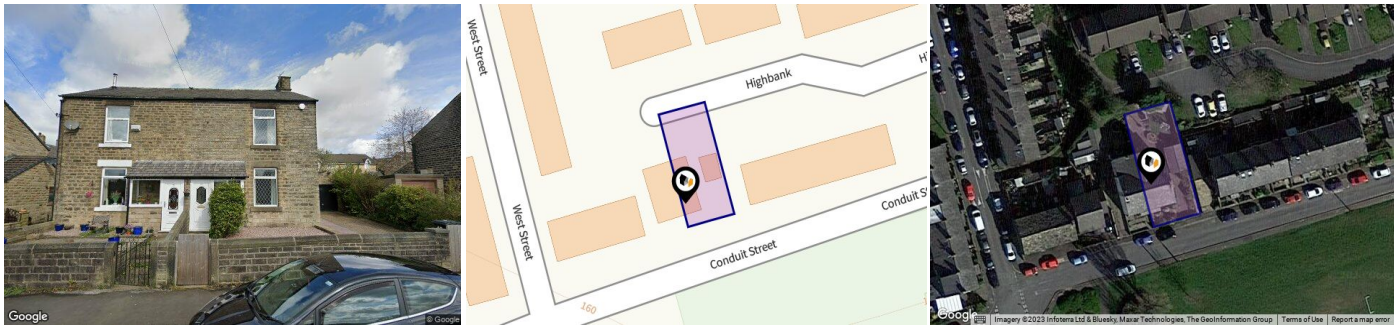 Google
© Google
West Street
West Street
Highbank
Hi
Conduit Street
Conduit S
160
Google
Imagery ©2023 Infoterra Ltd & Bluesky, Maxar Technologies, The GeoInformation Group
Terms of Use
Report a map error